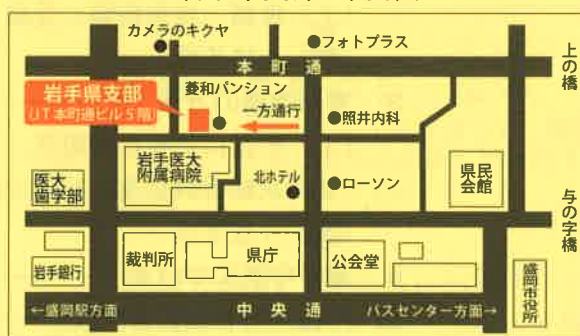 カメラのキクヤ
●フォトプラス
本町通
上の橋
岩手県支部
(JT本町通ビル5階)
菱和パンション
一方通行
●照井内科
岩手医大
附属病院
医大
歯学部
北ホテル
●ローソン
県民
会館
与の字橋
岩手銀行
裁判所
県庁
公会堂
盛岡
市役所
←盛岡駅方面
中央通
バスセンター方面→